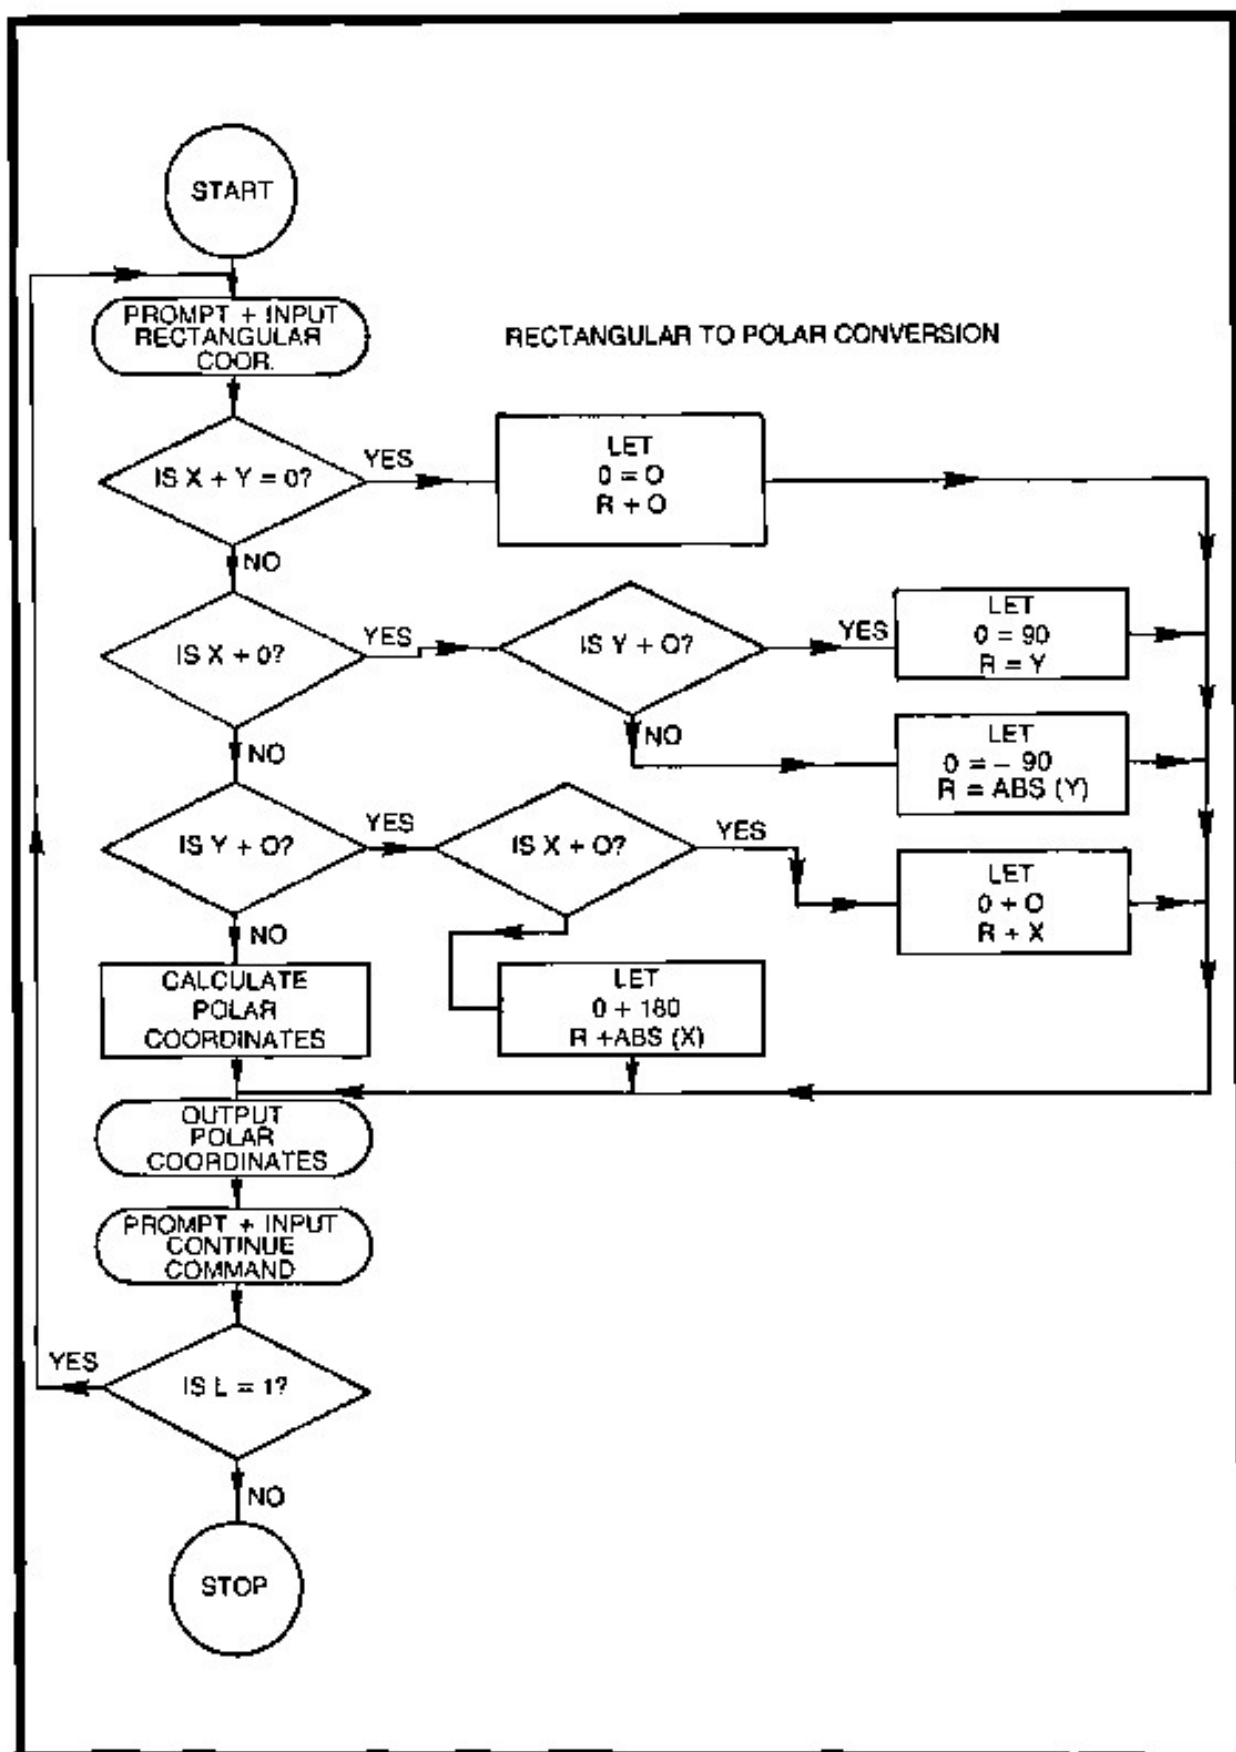 START
PROMPT + INPUT
RECTANGULAR
COOR.
RECTANGULAR TO POLAR CONVERSION
IS X + Y = 0?
YES
LET
0 = O
R + O
NO
IS X + 0?
YES
IS Y + O?
YES
LET
0 = 90
R = Y
NO
NO
LET
0 = – 90
R = ABS (Y)
IS Y + O?
YES
IS X + O?
YES
LET
0 + O
R + X
NO
CALCULATE
POLAR
COORDINATES
LET
0 + 180
R +ABS (X)
OUTPUT
POLAR
COORDINATES
PROMPT + INPUT
CONTINUE
COMMAND
YES
IS L = 1?
NO
STOP